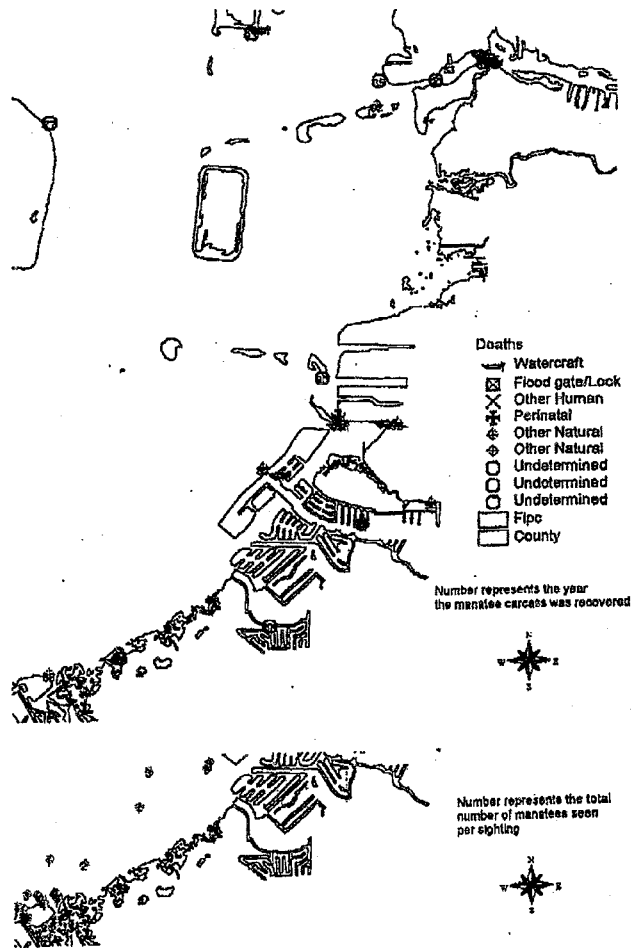 Deaths
Watercraft
Flood gate/Lock
Other Human
Perinatal
Other Natural
Other Natural
Undetermined
Undetermined
Undetermined
Flpc
County
Number represents the year
the manatee carcass was recovered
N
W E
S
Number represents the total
number of manatees seen
per sighting
N
W E
S